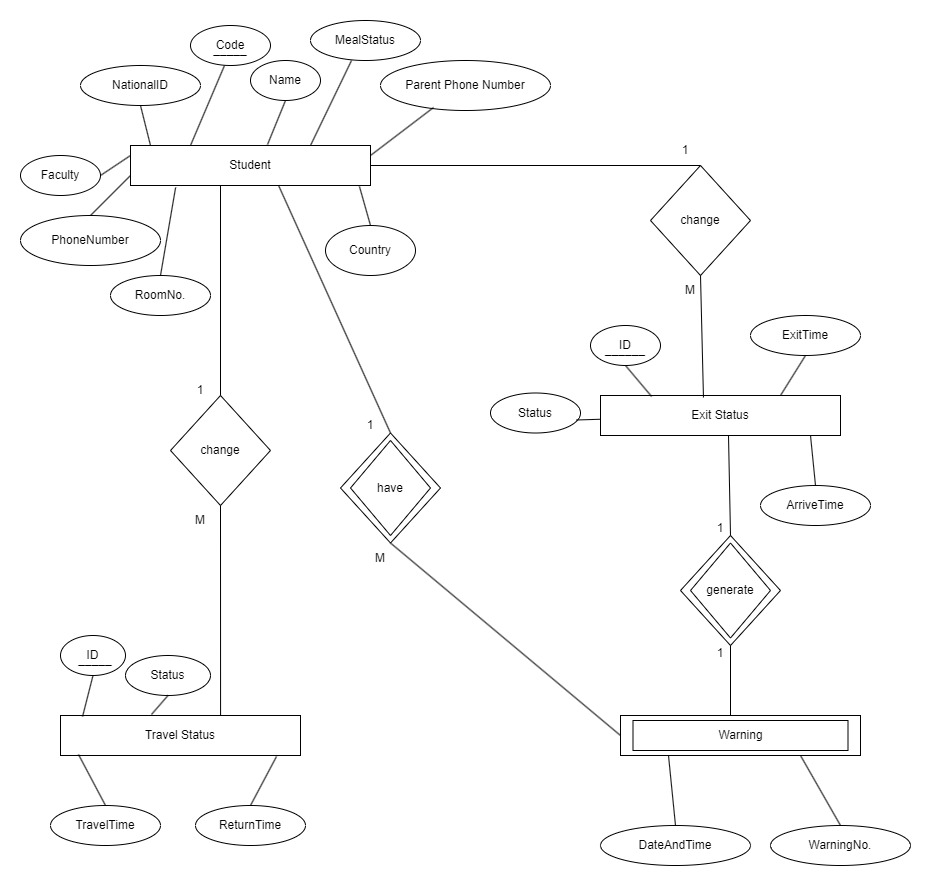 MealStatus
Code
Name
NationalID
Parent Phone Number
1
Student
Faculty
change
PhoneNumber
Country
M
RoomNo.
ExitTime
ID
1
Status
Exit Status
1
change
have
ArriveTime
M
1
M
generate
1
ID
Status
Travel Status
Warning
TravelTime
ReturnTime
DateAndTime
WarningNo.